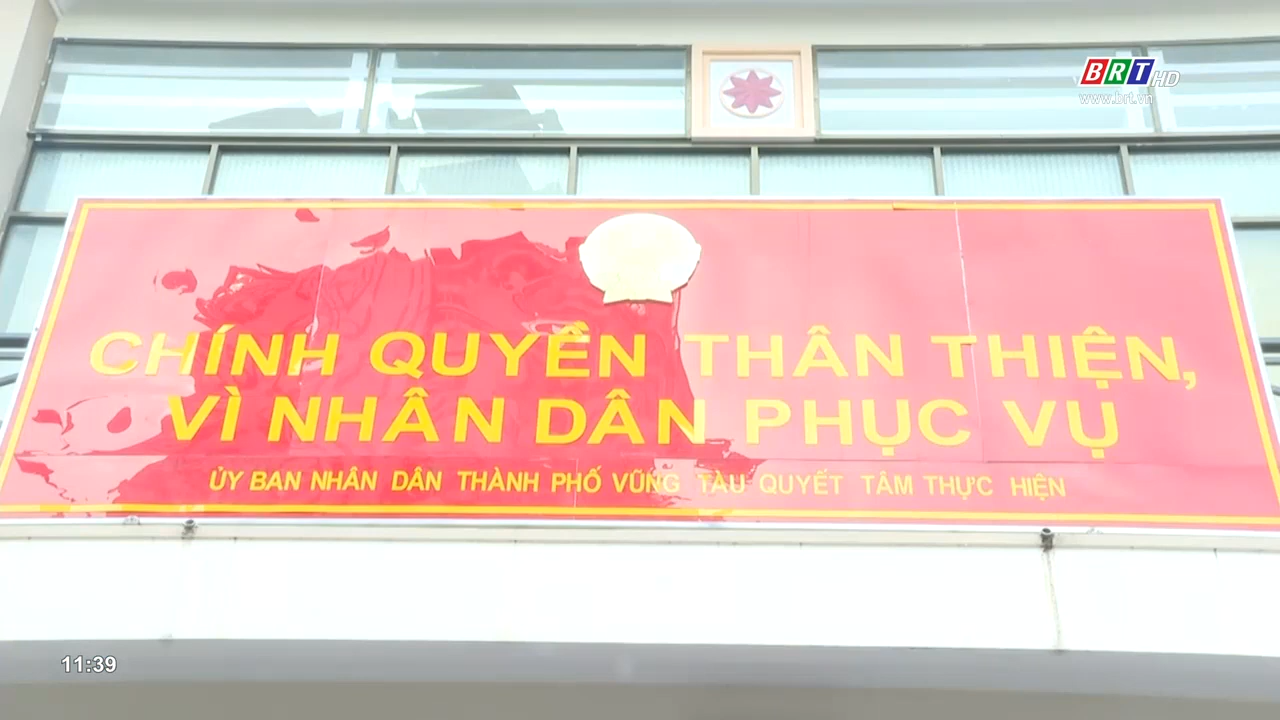 BRT HD
www.brt.vn
CHÍNH QUYỀN THÂN THIỆN,
VÌ NHÂN DÂN PHỤC VỤ
ỦY BAN NHÂN DÂN THÀNH PHỐ VŨNG TÀU QUYẾT TÂM THỰC HIỆN
11:39